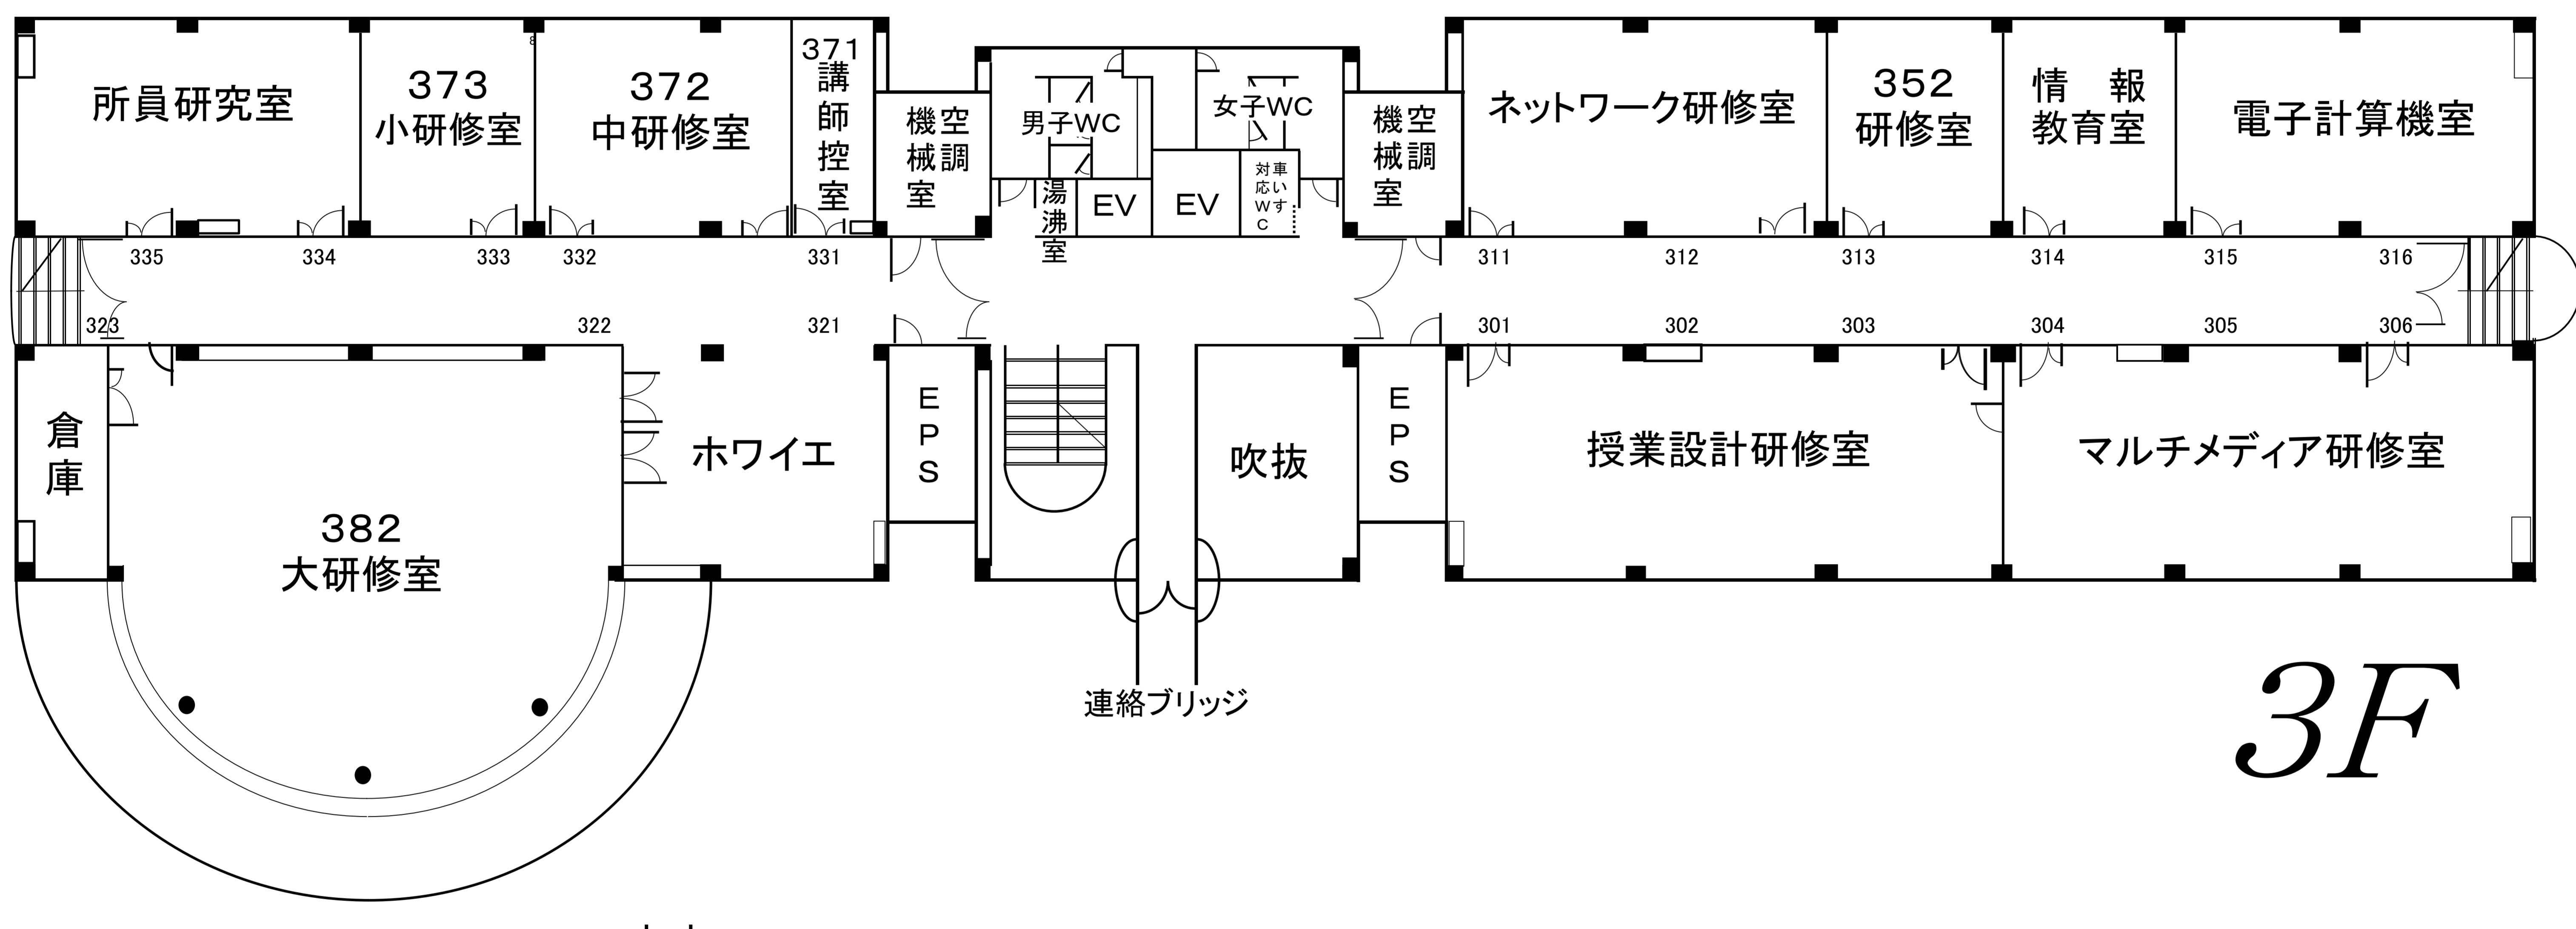 所員研究室
373
小研修室
8
372
中研修室
371
講師控室
空調
機械室
男子WC
湯沸室
EV
EV
女子WC
車いす
対応WC
空調
機械室
ネットワーク研修室
352
研修室
情　報
教育室
電子計算機室
335
334
333
332
331
311
312
313
314
315
316
323
322
321
301
302
303
304
305
306
倉庫
382
大研修室
ホワイエ
EPS
吹抜
EPS
授業設計研修室
マルチメディア研修室
連絡ブリッジ
3F